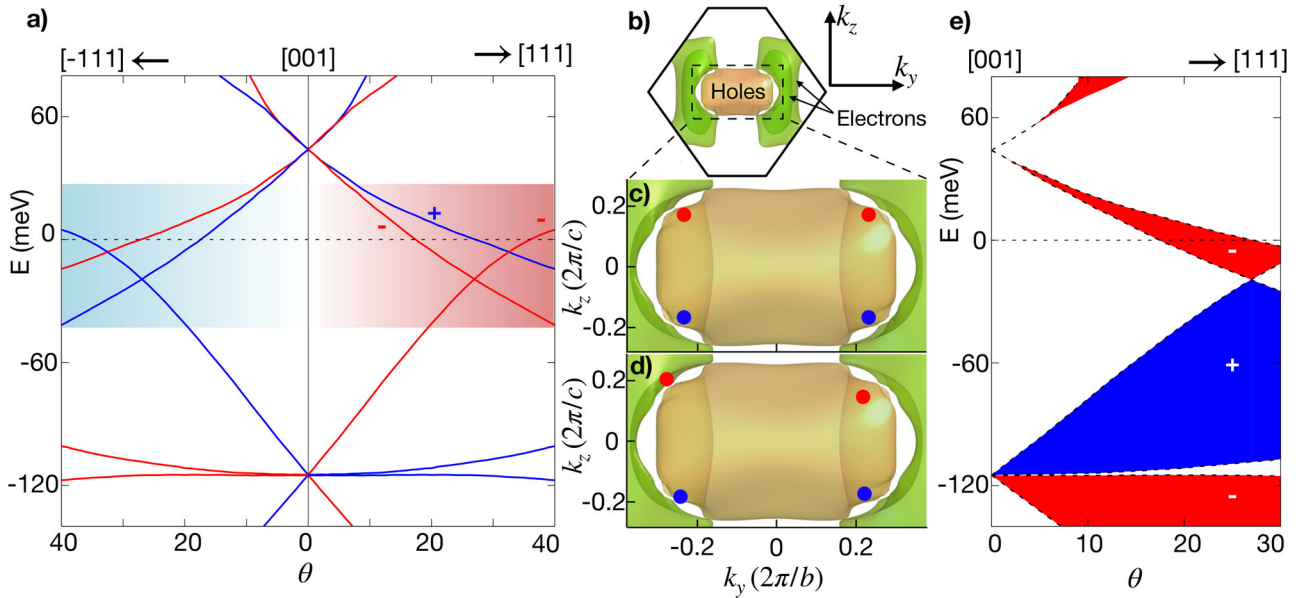 a)
[-111] ← [001] → [111]
E (meV)
60
0
-60
-120
+
-
-
40 20 0 20 40
θ
b)
k_z
k_y
Holes
Electrons
c)
k_z (2π/c)
0.2
0
-0.2
d)
k_z (2π/c)
0.2
0
-0.2
-0.2 0 0.2
k_y (2π/b)
e)
[001] → [111]
E (meV)
60
0
-60
-120
-
+
-
0 10 20 30
θ